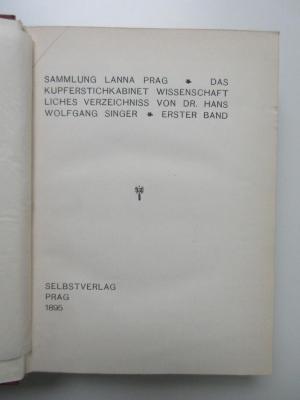 SAMMLUNG LANNA PRAG * DAS
KUPFERSTICHKABINET WISSENSCHAFT
LICHES VERZEICHNISS VON DR. HANS
WOLFGANG SINGER * ERSTER BAND
SELBSTVERLAG
PRAG
1895